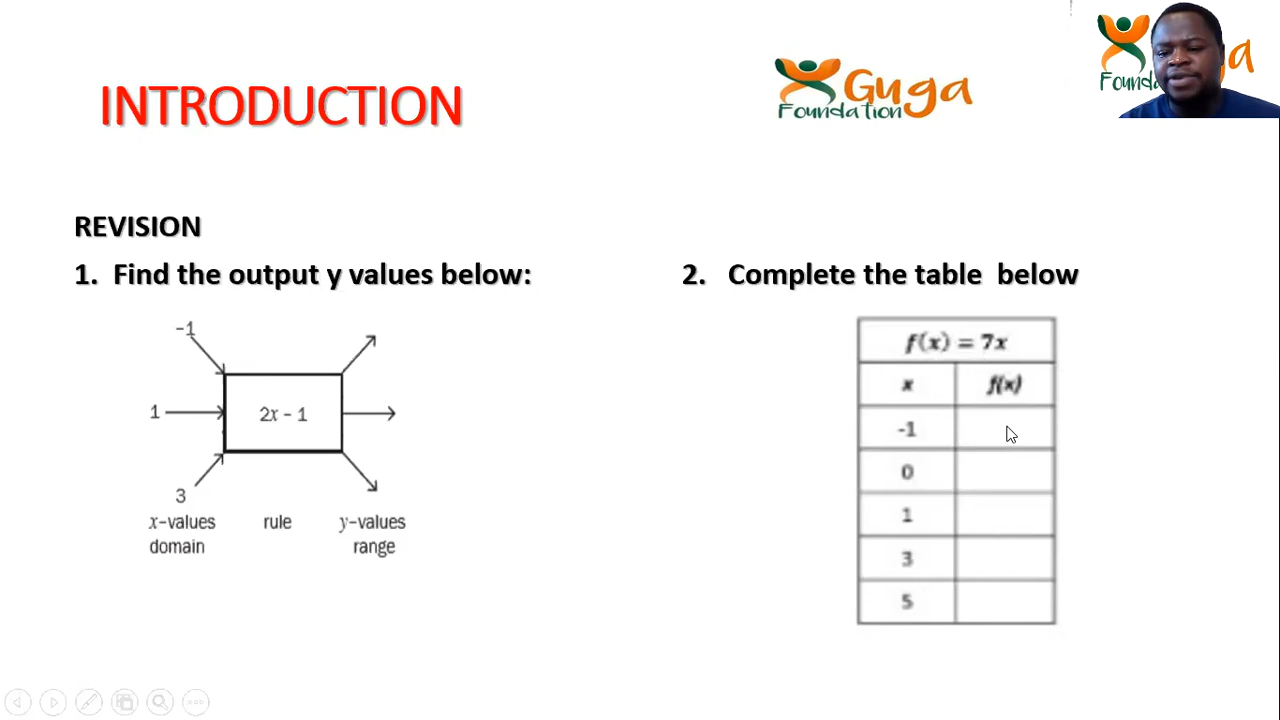 INTRODUCTION
Guga
Foundation
Founda
a
REVISION
1. Find the output y values below:
-1
1
3
2x – 1
x-values
domain
rule
y-values
range
2. Complete the table below
f(x) = 7x
x f(x)
-1
0
1
3
5